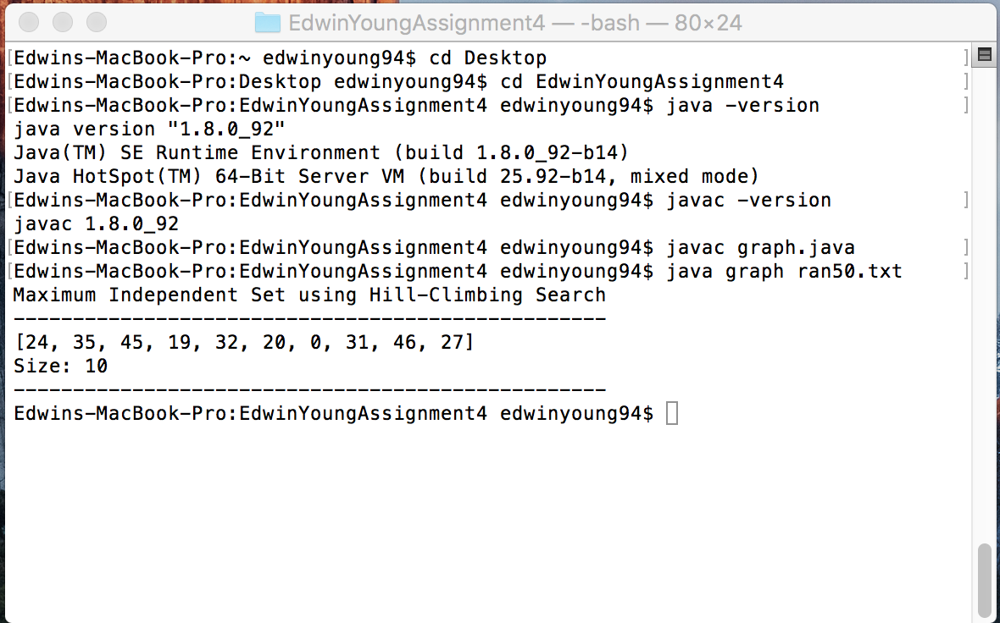 EdwinYoungAssignment4 — -bash — 80×24
[Edwins-MacBook-Pro:~ edwinyoung94$ cd Desktop ]
[Edwins-MacBook-Pro:Desktop edwinyoung94$ cd EdwinYoungAssignment4 ]
[Edwins-MacBook-Pro:EdwinYoungAssignment4 edwinyoung94$ java -version ]
java version "1.8.0_92"
Java(TM) SE Runtime Environment (build 1.8.0_92-b14)
Java HotSpot(TM) 64-Bit Server VM (build 25.92-b14, mixed mode)
[Edwins-MacBook-Pro:EdwinYoungAssignment4 edwinyoung94$ javac -version ]
javac 1.8.0_92
[Edwins-MacBook-Pro:EdwinYoungAssignment4 edwinyoung94$ javac graph.java ]
[Edwins-MacBook-Pro:EdwinYoungAssignment4 edwinyoung94$ java graph ran50.txt ]
Maximum Independent Set using Hill-Climbing Search
--------------------------------------------------
[24, 35, 45, 19, 32, 20, 0, 31, 46, 27]
Size: 10
--------------------------------------------------
Edwins-MacBook-Pro:EdwinYoungAssignment4 edwinyoung94$